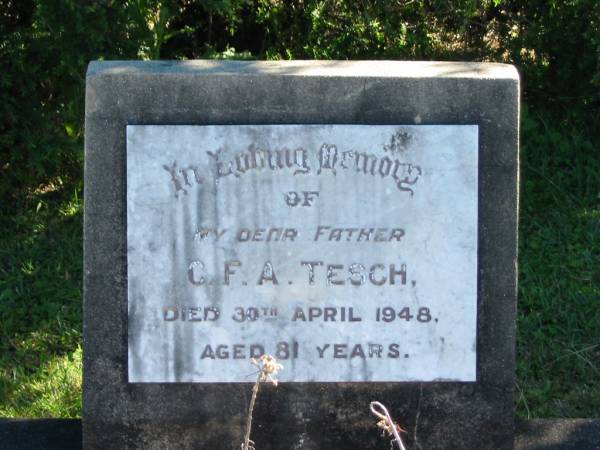 In Loving Memory
OF
MY DEAR FATHER
C. F. A. TESCH,
DIED 30TH APRIL 1948,
AGED 81 YEARS.